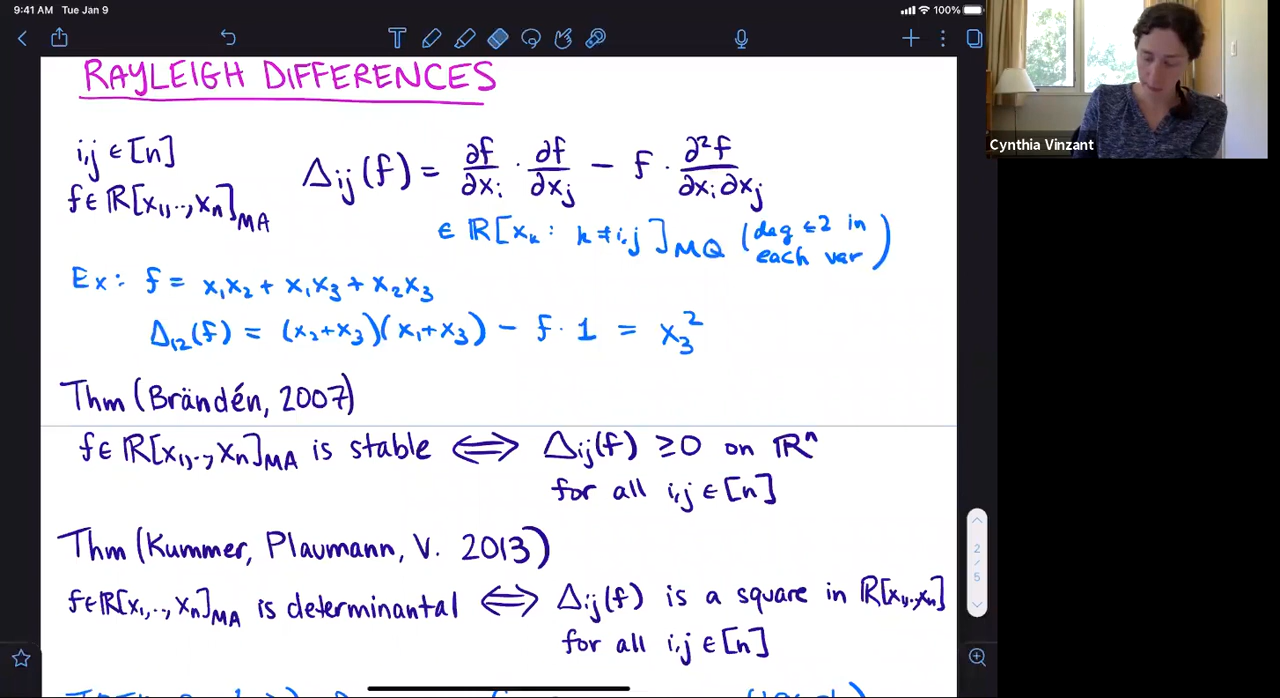 9:41 AM Tue Jan 9
100%
RAYLEIGH DIFFERENCES
Cynthia Vinzant
i,j ∈ [n]
f ∈ ℝ[x₁,..,xₙ]_MA
Δᵢⱼ(f) = ∂f/∂xᵢ · ∂f/∂xⱼ − f · ∂²f/∂xᵢ∂xⱼ
∈ ℝ[xₖ : k ≠ i,j]_MQ (deg ≤ 2 in each var)
Ex: f = x₁x₂ + x₁x₃ + x₂x₃
Δ₁₂(f) = (x₂+x₃)(x₁+x₃) − f · 1 = x₃²
Thm (Brändén, 2007)
f ∈ ℝ[x₁,..,xₙ]_MA is stable ⟺ Δᵢⱼ(f) ≥ 0 on ℝⁿ
for all i,j ∈ [n]
Thm (Kummer, Plaumann, V. 2013)
f ∈ ℝ[x₁,..,xₙ]_MA is determinantal ⟺ Δᵢⱼ(f) is a square in ℝ[x₁,..,xₙ]
for all i,j ∈ [n]
2
/
5